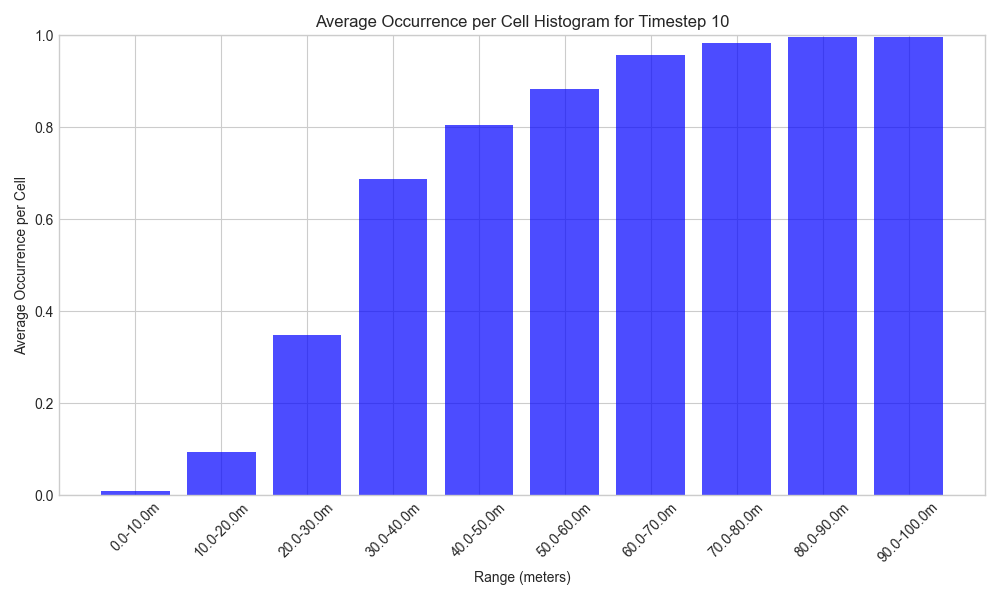 Average Occurrence per Cell Histogram for Timestep 10
Average Occurrence per Cell
1.0
0.8
0.6
0.4
0.2
0.0
0.0-10.0m
10.0-20.0m
20.0-30.0m
30.0-40.0m
40.0-50.0m
50.0-60.0m
60.0-70.0m
70.0-80.0m
80.0-90.0m
90.0-100.0m
Range (meters)